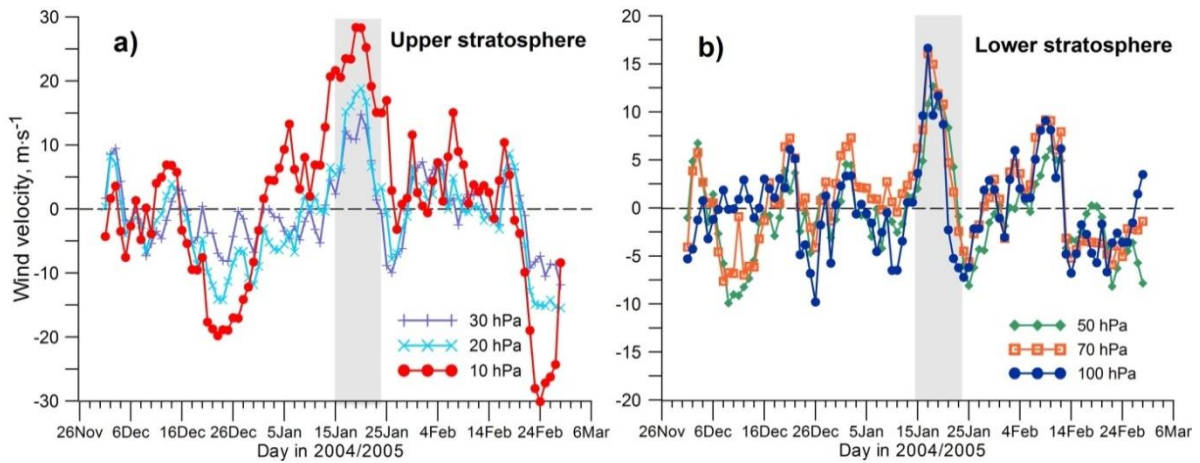 a)
Upper stratosphere
Wind velocity, m·s⁻¹
30
20
10
0
-10
-20
-30
30 hPa
20 hPa
10 hPa
26Nov 6Dec 16Dec 26Dec 5Jan 15Jan 25Jan 4Feb 14Feb 24Feb 6Mar
Day in 2004/2005
b)
Lower stratosphere
20
15
10
5
0
-5
-10
-15
-20
50 hPa
70 hPa
100 hPa
26Nov 6Dec 16Dec 26Dec 5Jan 15Jan 25Jan 4Feb 14Feb 24Feb 6Mar
Day in 2004/2005